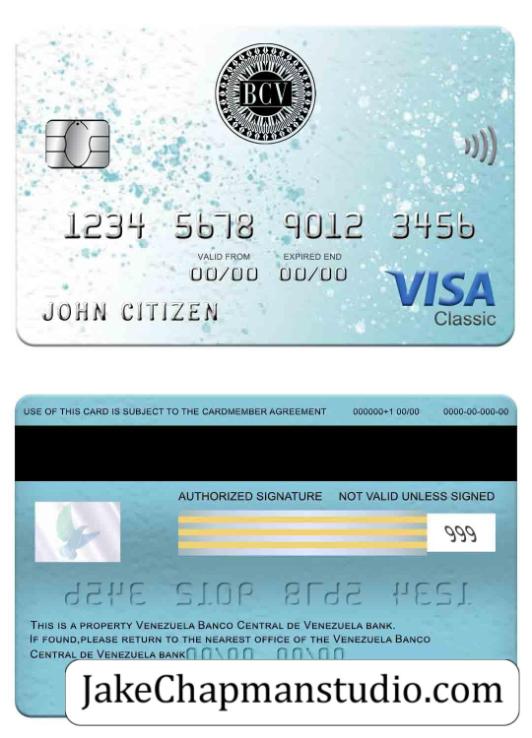 BCV
1234 5678 9012 3456
VALID FROM EXPIRED END
00/00 00/00
JOHN CITIZEN
VISA
Classic
USE OF THIS CARD IS SUBJECT TO THE CARDMEMBER AGREEMENT 000000+1 00/00 0000-00-000-00
AUTHORIZED SIGNATURE NOT VALID UNLESS SIGNED
999
THIS IS A PROPERTY VENEZUELA BANCO CENTRAL DE VENEZUELA BANK.
IF FOUND,PLEASE RETURN TO THE NEAREST OFFICE OF THE VENEZUELA BANCO
CENTRAL DE VENEZUELA BANK
JakeChapmanstudio.com